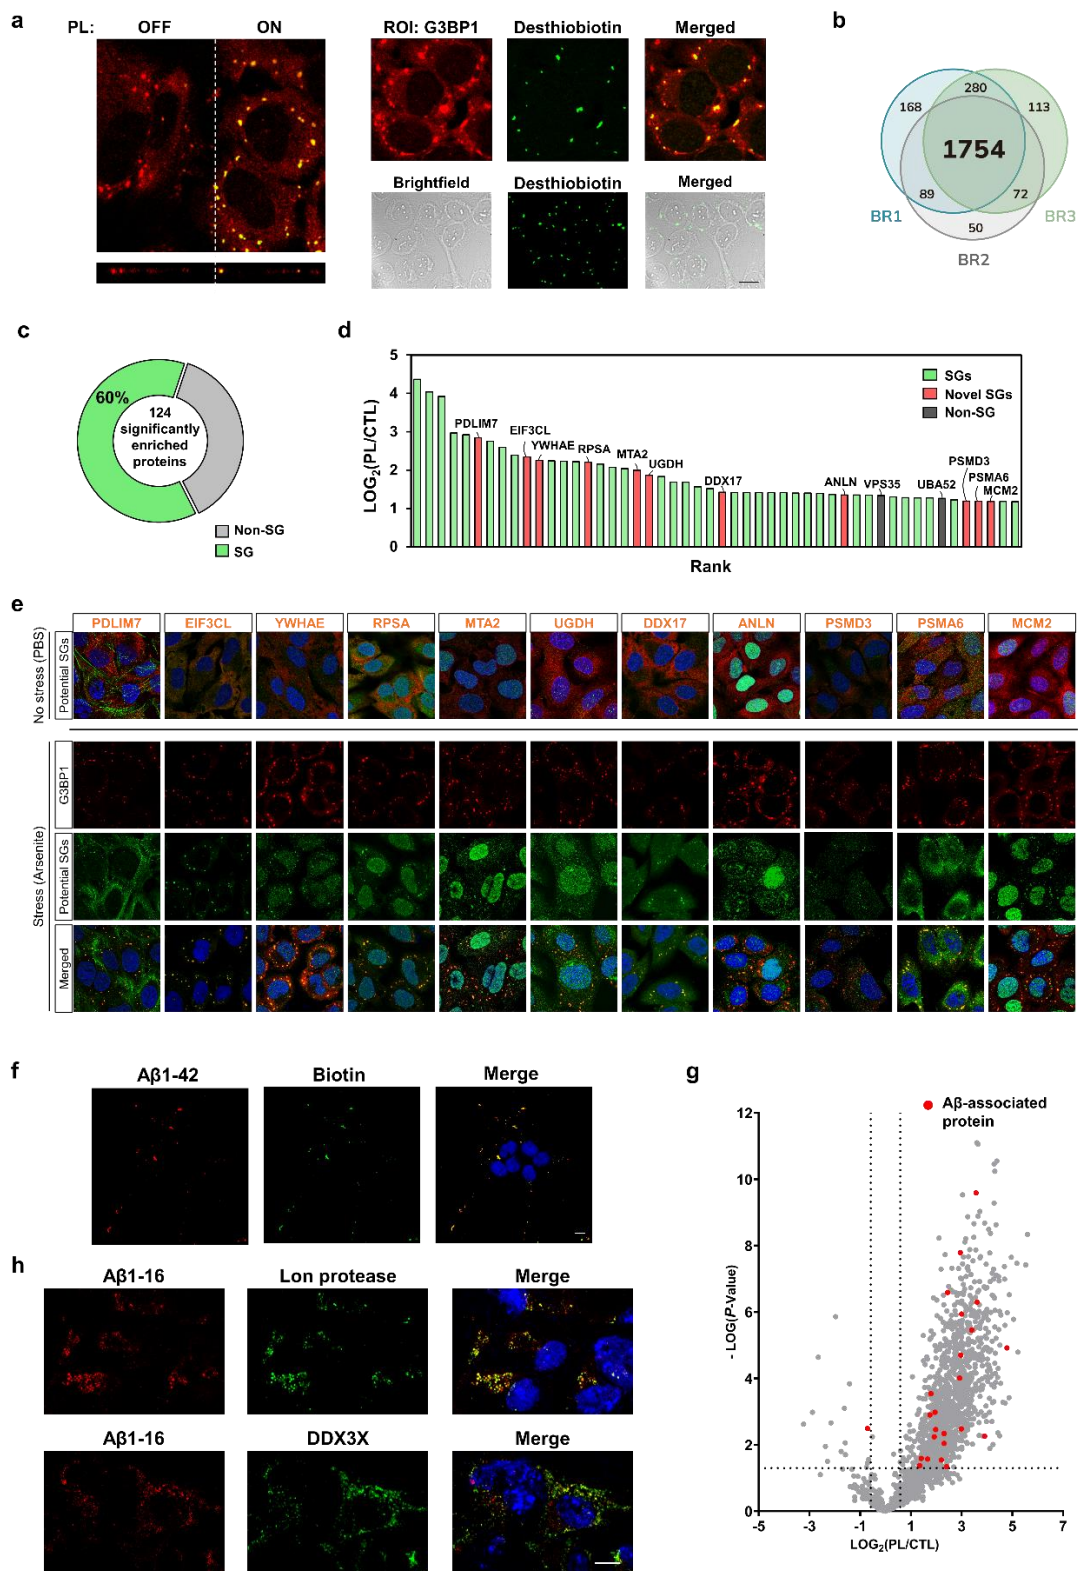 a
PL: OFF ON
ROI: G3BP1 Desthiobiotin Merged
Brightfield Desthiobiotin Merged
b
168 280 113
1754
89 72
50
BR1 BR3
BR2
c
60%
124
significantly
enriched
proteins
Non-SG
SG
d
LOG2(PL/CTL)
5
4
3
2
1
0
SGs
Novel SGs
Non-SG
PDLIM7
EIF3CL
YWHAE
RPSA
MTA2
UGDH
DDX17
ANLN
VPS35
UBA52
PSMD3
PSMA6
MCM2
Rank
e
PDLIM7 EIF3CL YWHAE RPSA MTA2 UGDH DDX17 ANLN PSMD3 PSMA6 MCM2
No stress (PBS)
Potential SGs
Stress (Arsenite)
G3BP1
Potential SGs
Merged
f
Aβ1-42 Biotin Merge
g
Aβ-associated
protein
- LOG(P-Value)
12
10
8
6
4
2
0
-5 -3 -1 1 3 5 7
LOG2(PL/CTL)
h
Aβ1-16 Lon protease Merge
Aβ1-16 DDX3X Merge